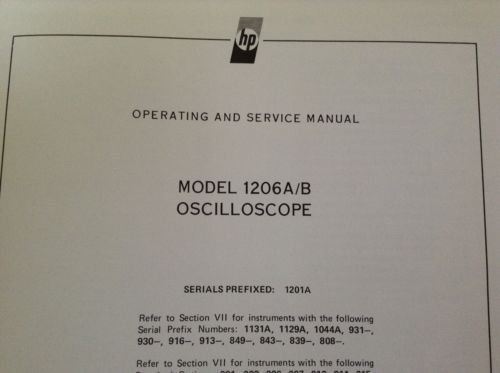 hp
OPERATING AND SERVICE MANUAL
MODEL 1206A/B
OSCILLOSCOPE
SERIALS PREFIXED: 1201A
Refer to Section VII for instruments with the following
Serial Prefix Numbers: 1131A, 1129A, 1044A, 931–,
930–, 916–, 913–, 849–, 843–, 839–, 808–.
Refer to Section VII for instruments with the following